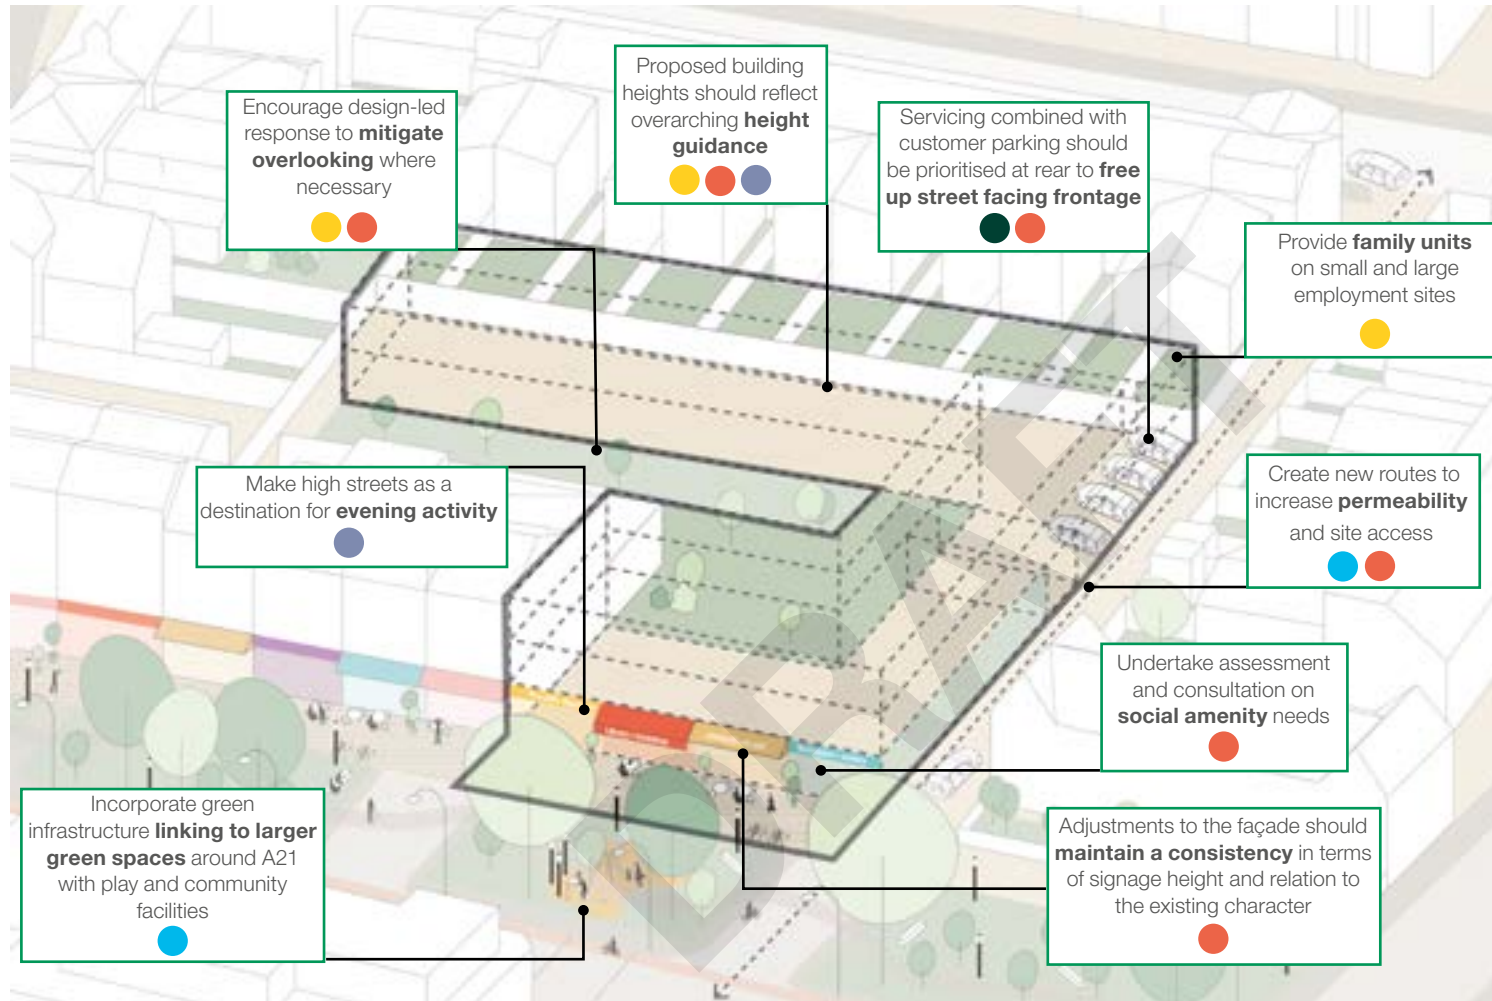 Proposed building
heights should reflect
overarching height
guidance
Encourage design-led
response to mitigate
overlooking where
necessary
Servicing combined with
customer parking should
be prioritised at rear to free
up street facing frontage
Provide family units
on small and large
employment sites
Make high streets as a
destination for evening activity
Create new routes to
increase permeability
and site access
Undertake assessment
and consultation on
social amenity needs
Incorporate green
infrastructure linking to larger
green spaces around A21
with play and community
facilities
Adjustments to the façade should
maintain a consistency in terms
of signage height and relation to
the existing character
DRAFT